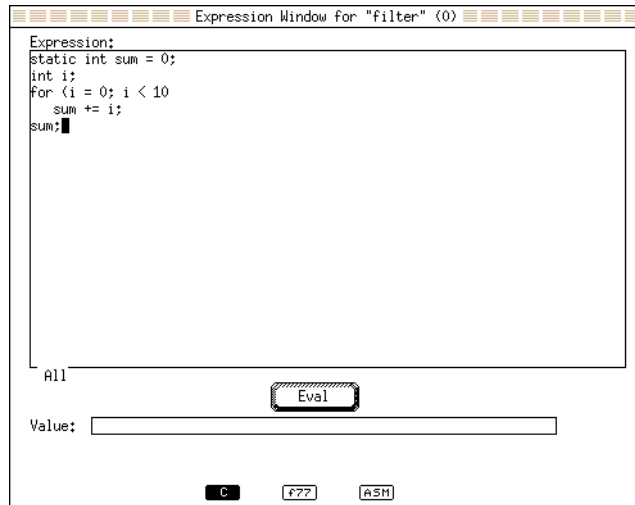 Expression Window for "filter" (0)
Expression:
static int sum = 0;
int i;
for (i = 0; i < 10
sum += i;
sum;
All
Eval
Value:
C f77 ASM